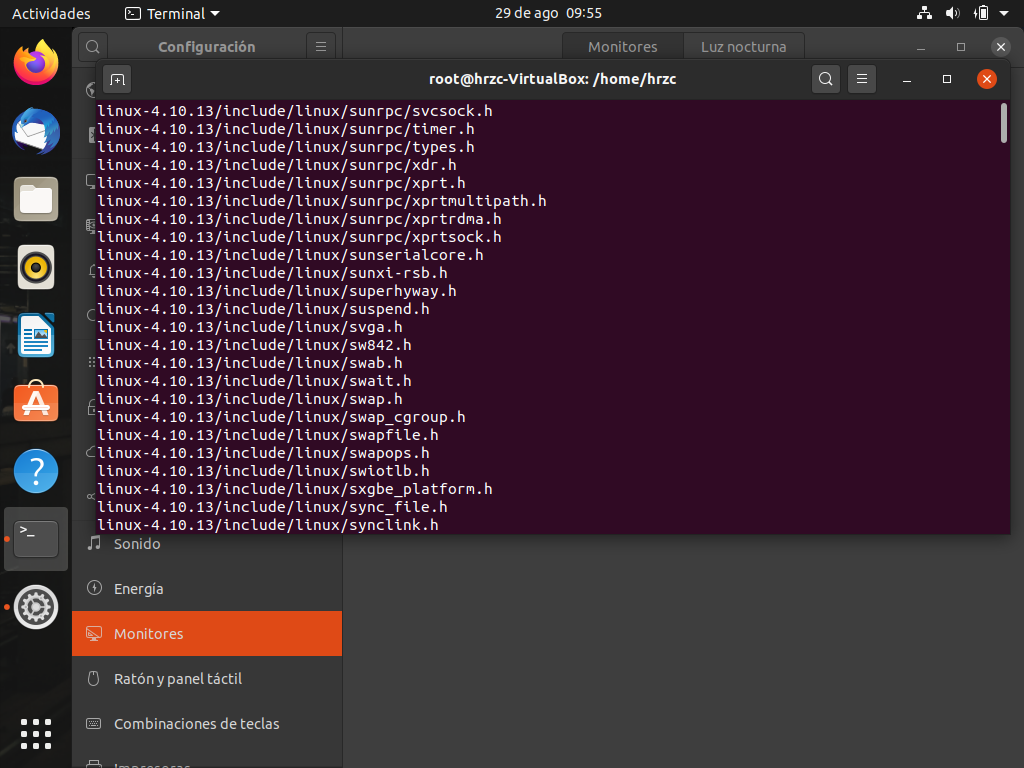 Actividades
Terminal
29 de ago 09:55
Configuración
Monitores
Luz nocturna
root@hrzc-VirtualBox: /home/hrzc
linux-4.10.13/include/linux/sunrpc/svcsock.h
linux-4.10.13/include/linux/sunrpc/timer.h
linux-4.10.13/include/linux/sunrpc/types.h
linux-4.10.13/include/linux/sunrpc/xdr.h
linux-4.10.13/include/linux/sunrpc/xprt.h
linux-4.10.13/include/linux/sunrpc/xprtmultipath.h
linux-4.10.13/include/linux/sunrpc/xprtrdma.h
linux-4.10.13/include/linux/sunrpc/xprtsock.h
linux-4.10.13/include/linux/sunserialcore.h
linux-4.10.13/include/linux/sunxi-rsb.h
linux-4.10.13/include/linux/superhyway.h
linux-4.10.13/include/linux/suspend.h
linux-4.10.13/include/linux/svga.h
linux-4.10.13/include/linux/sw842.h
linux-4.10.13/include/linux/swab.h
linux-4.10.13/include/linux/swait.h
linux-4.10.13/include/linux/swap.h
linux-4.10.13/include/linux/swap_cgroup.h
linux-4.10.13/include/linux/swapfile.h
linux-4.10.13/include/linux/swapops.h
linux-4.10.13/include/linux/swiotlb.h
linux-4.10.13/include/linux/sxgbe_platform.h
linux-4.10.13/include/linux/sync_file.h
linux-4.10.13/include/linux/synclink.h
Sonido
Energía
Monitores
Ratón y panel táctil
Combinaciones de teclas
Impresoras